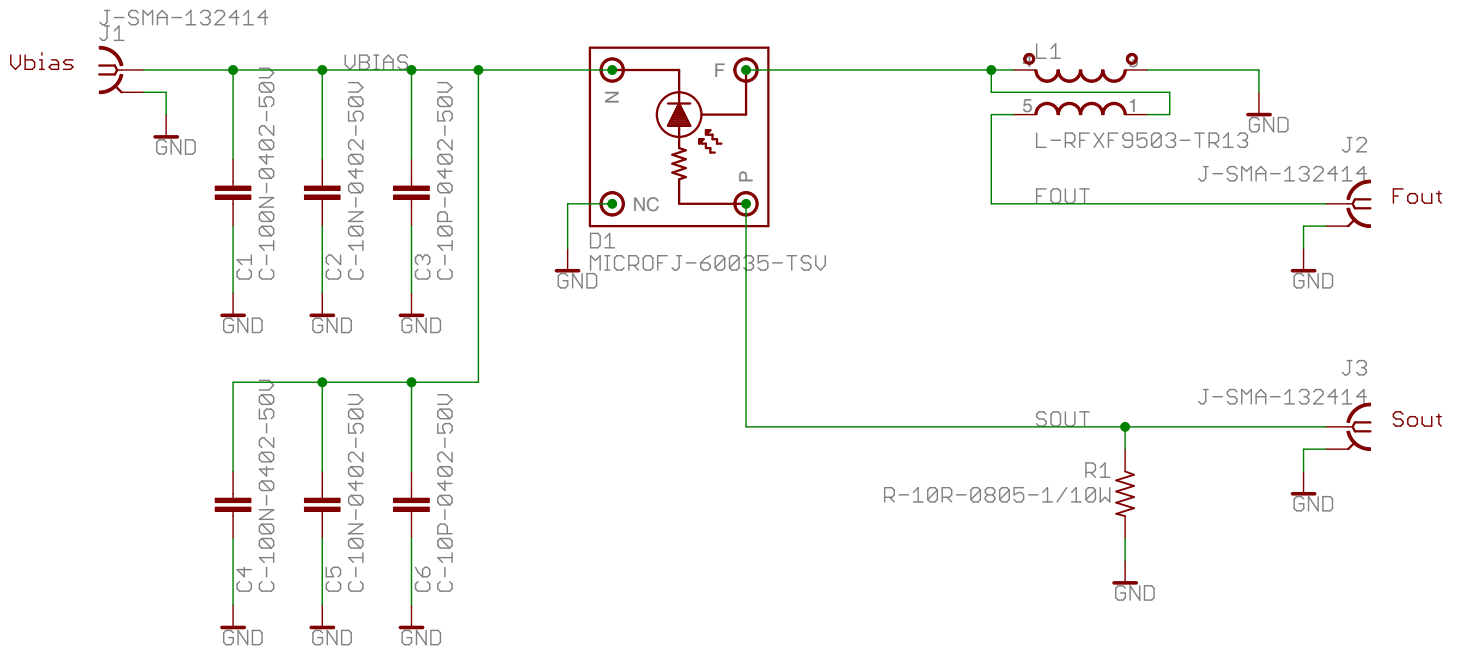 J-SMA-132414
J1
Vbias
GND
VBIAS
C1
C-100N-0402-50V
GND
C2
C-10N-0402-50V
GND
C3
C-10P-0402-50V
GND
C4
C-100N-0402-50V
GND
C5
C-10N-0402-50V
GND
C6
C-10P-0402-50V
GND
N
F
NC
P
D1
MICROFJ-60035-TSV
GND
L1
5
1
L-RFXF9503-TR13
GND
J2
J-SMA-132414
FOUT
Fout
GND
J3
J-SMA-132414
SOUT
Sout
GND
R1
R-10R-0805-1/10W
GND